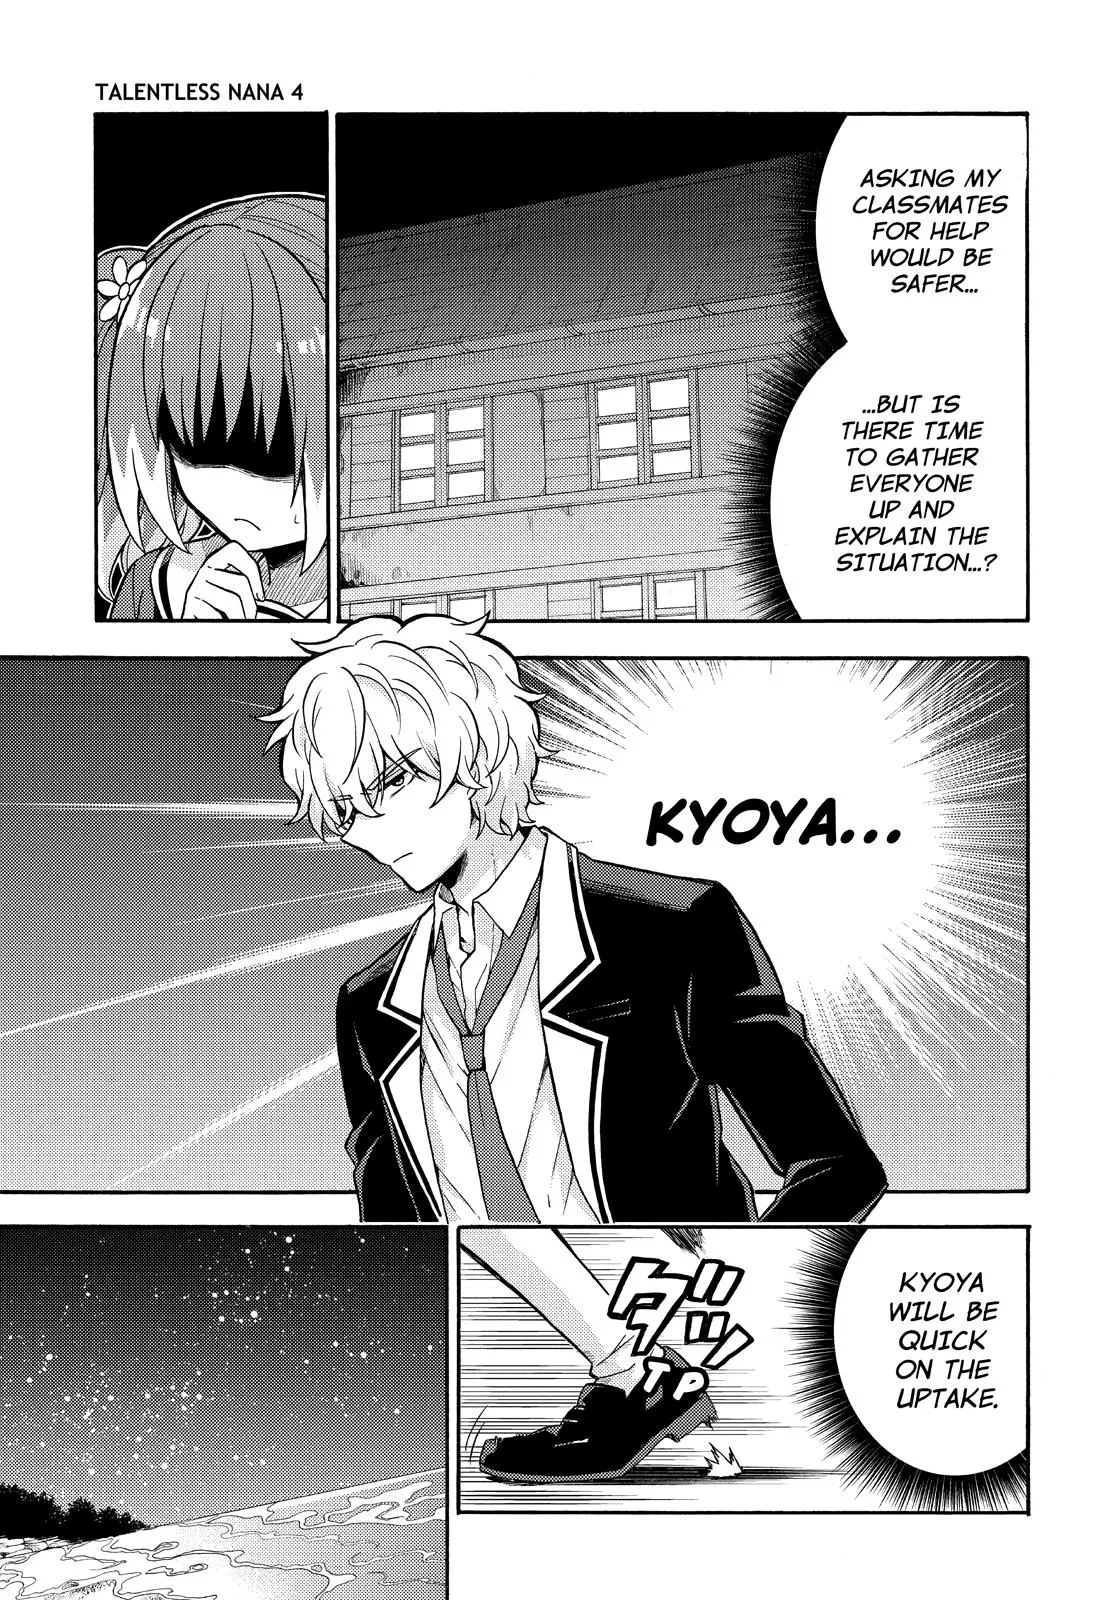 TALENTLESS NANA 4
ASKING MY
CLASSMATES
FOR HELP
WOULD BE
SAFER...
...BUT IS
THERE TIME
TO GATHER
EVERYONE
UP AND
EXPLAIN THE
SITUATION...?
KYOYA...
ダッ
TP
KYOYA
WILL BE
QUICK
ON THE
UPTAKE.